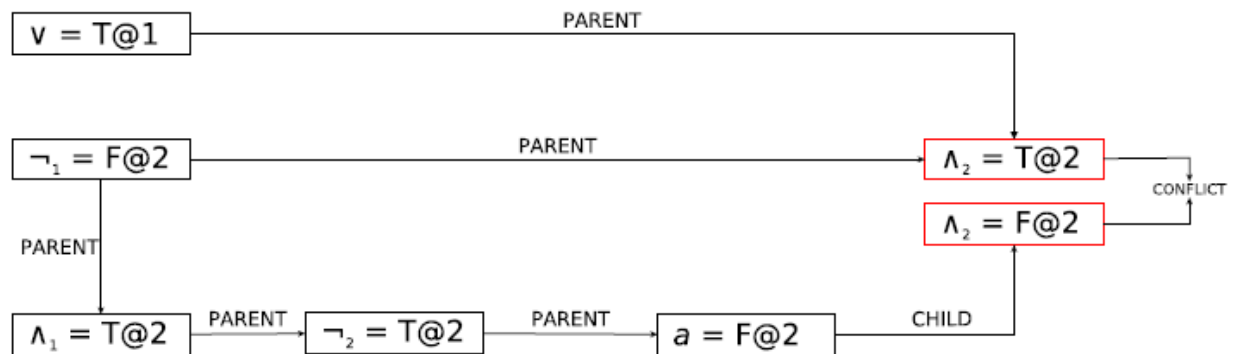 PARENT
∨ = T@1
PARENT
¬₁ = F@2
∧₂ = T@2
CONFLICT
∧₂ = F@2
PARENT
PARENT
PARENT
CHILD
∧₁ = T@2
¬₂ = T@2
a = F@2